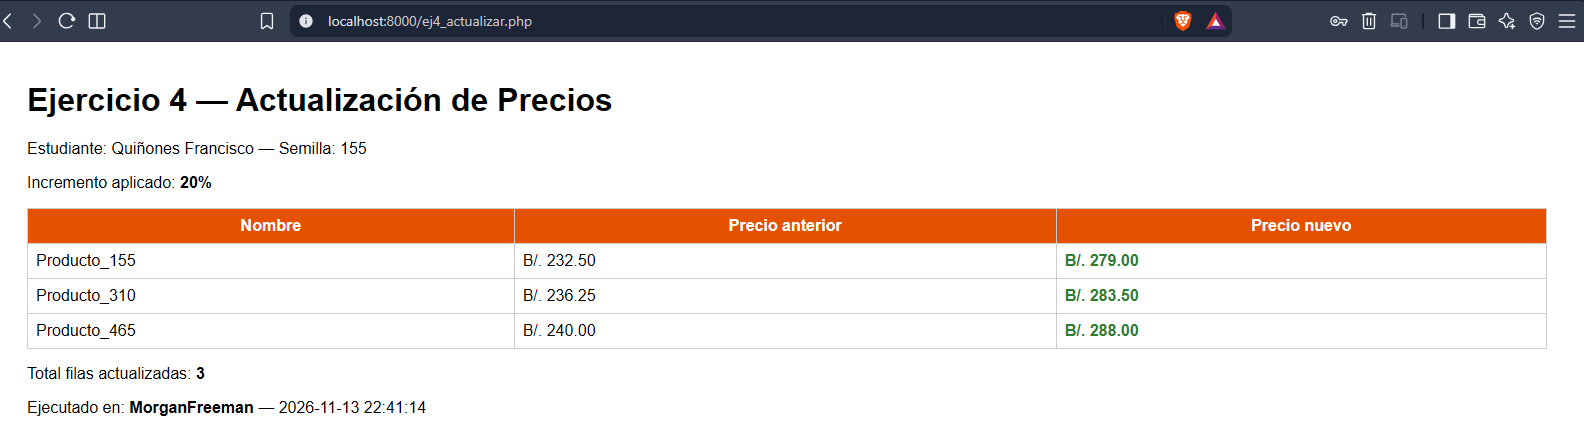 localhost:8000/ej4_actualizar.php
Ejercicio 4 — Actualización de Precios
Estudiante: Quiñones Francisco — Semilla: 155
Incremento aplicado: 20%
Nombre Precio anterior Precio nuevo
Producto_155 B/. 232.50 B/. 279.00
Producto_310 B/. 236.25 B/. 283.50
Producto_465 B/. 240.00 B/. 288.00
Total filas actualizadas: 3
Ejecutado en: MorganFreeman — 2026-11-13 22:41:14